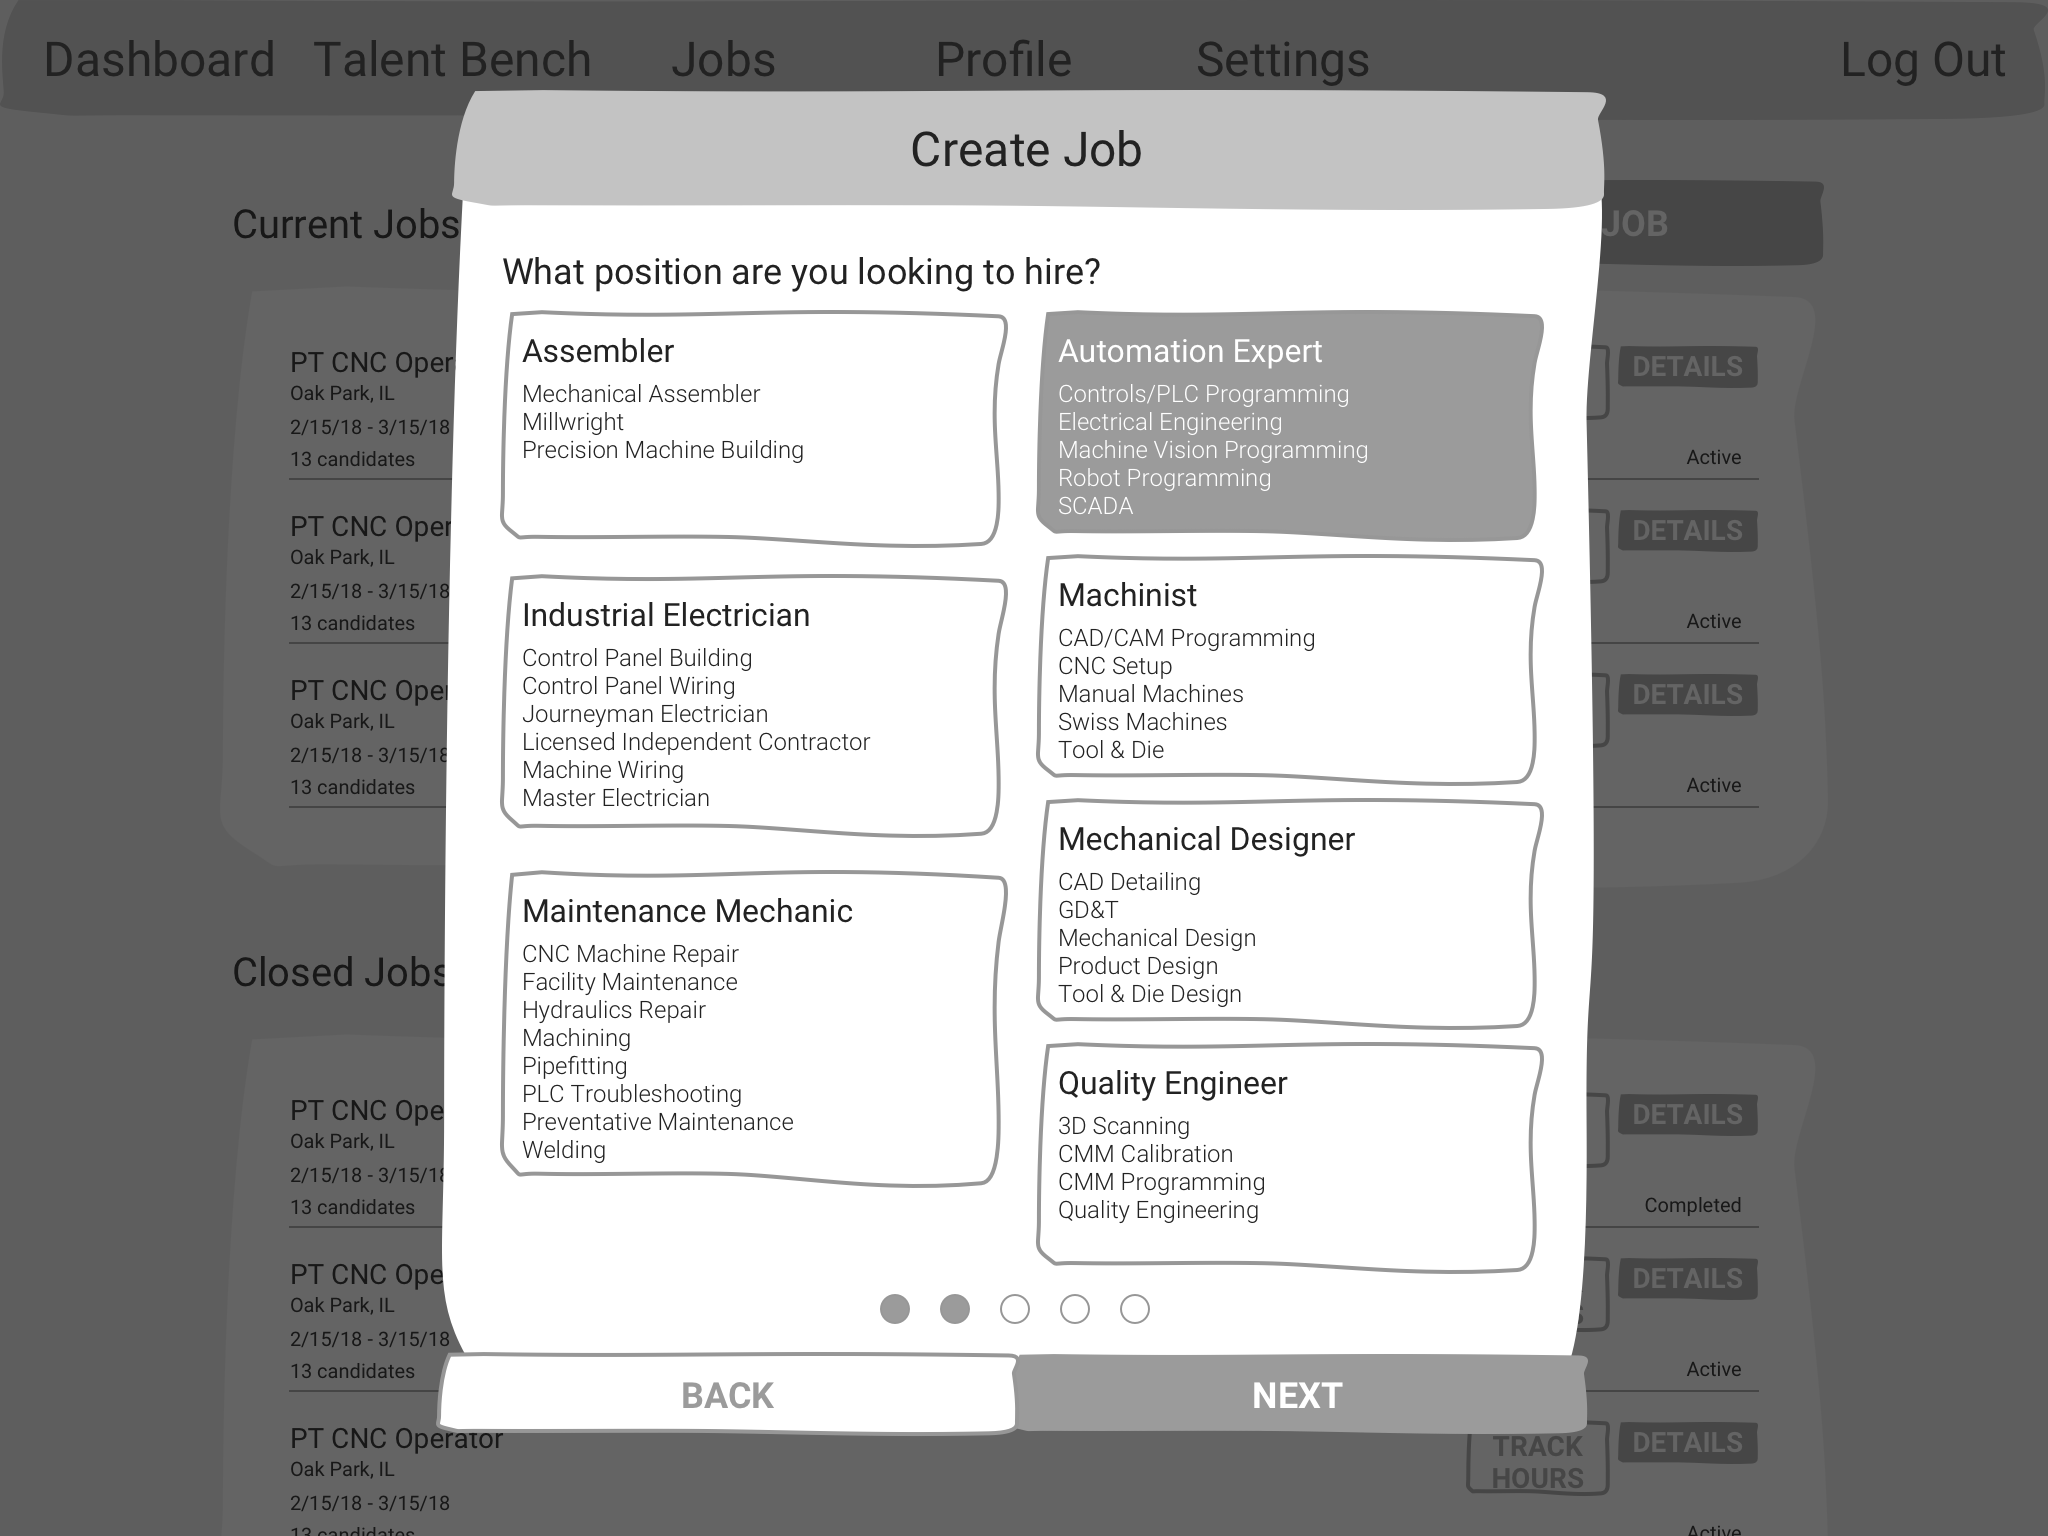 Dashboard Talent Bench Jobs Profile Settings Log Out
Create Job
Current Jobs
JOB
What position are you looking to hire?
Assembler
Mechanical Assembler
Millwright
Precision Machine Building
Automation Expert
Controls/PLC Programming
Electrical Engineering
Machine Vision Programming
Robot Programming
SCADA
Industrial Electrician
Control Panel Building
Control Panel Wiring
Journeyman Electrician
Licensed Independent Contractor
Machine Wiring
Master Electrician
Machinist
CAD/CAM Programming
CNC Setup
Manual Machines
Swiss Machines
Tool & Die
Maintenance Mechanic
CNC Machine Repair
Facility Maintenance
Hydraulics Repair
Machining
Pipefitting
PLC Troubleshooting
Preventative Maintenance
Welding
Mechanical Designer
CAD Detailing
GD&T
Mechanical Design
Product Design
Tool & Die Design
Quality Engineer
3D Scanning
CMM Calibration
CMM Programming
Quality Engineering
BACK
NEXT
PT CNC Oper
Oak Park, IL
2/15/18 - 3/15/18
13 candidates
DETAILS
Active
PT CNC Oper
Oak Park, IL
2/15/18 - 3/15/18
13 candidates
DETAILS
Active
PT CNC Oper
Oak Park, IL
2/15/18 - 3/15/18
13 candidates
DETAILS
Active
Closed Jobs
PT CNC Ope
Oak Park, IL
2/15/18 - 3/15/18
13 candidates
DETAILS
Completed
PT CNC Ope
Oak Park, IL
2/15/18 - 3/15/18
13 candidates
DETAILS
Active
PT CNC Operator
Oak Park, IL
2/15/18 - 3/15/18
13 candidates
TRACK
HOURS
DETAILS
Active